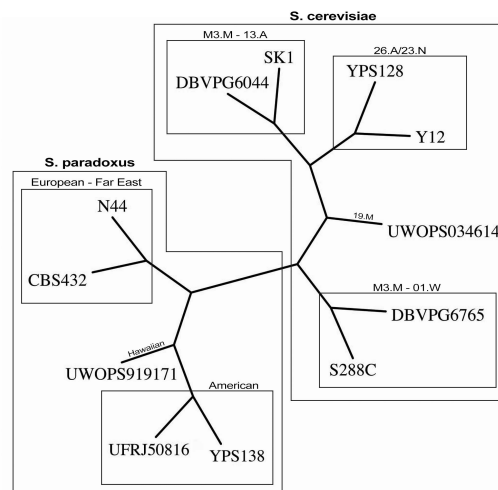 S. cerevisiae
M3.M - 13.A
SK1
DBVPG6044
26.A/23.N
YPS128
Y12
19.M
UWOPS034614
M3.M - 01.W
DBVPG6765
S288C
S. paradoxus
European - Far East
N44
CBS432
Hawaiian
UWOPS919171
American
UFRJ50816
YPS138